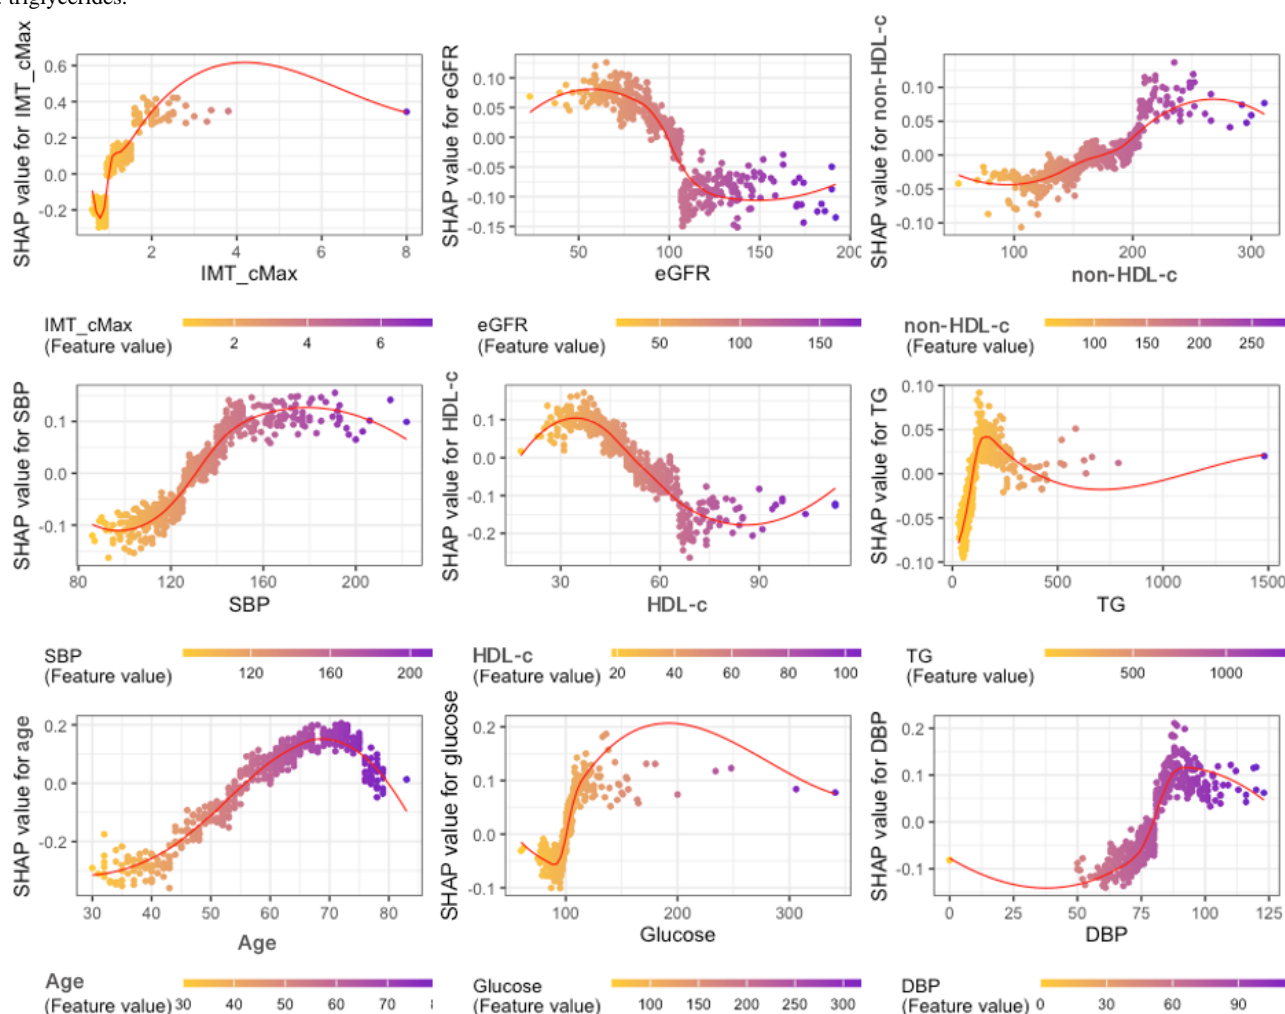 triglycerides.
SHAP value for IMT_cMax
0.6
0.4
0.2
0.0
-0.2
2 4 6 8
IMT_cMax
SHAP value for eGFR
0.10
0.05
0.00
-0.05
-0.10
-0.15
50 100 150 200
eGFR
SHAP value for non-HDL-c
0.10
0.05
0.00
-0.05
-0.10
100 200 300
non-HDL-c
IMT_cMax
(Feature value)
2 4 6
eGFR
(Feature value)
50 100 150
non-HDL-c
(Feature value)
100 150 200 250
SHAP value for SBP
0.1
0.0
-0.1
80 120 160 200
SBP
SHAP value for HDL-c
0.1
0.0
-0.1
-0.2
30 60 90
HDL-c
SHAP value for TG
0.10
0.05
0.00
-0.05
-0.10
0 500 1000 1500
TG
SBP
(Feature value)
120 160 200
HDL-c
(Feature value)
20 40 60 80 100
TG
(Feature value)
500 1000
SHAP value for age
0.2
0.0
-0.2
30 40 50 60 70 80
Age
SHAP value for glucose
0.2
0.1
0.0
-0.1
100 200 300
Glucose
SHAP value for DBP
0.2
0.1
0.0
-0.1
0 25 50 75 100 125
DBP
Age
(Feature value)
30 40 50 60 70
Glucose
(Feature value)
100 150 200 250 300
DBP
(Feature value)
0 30 60 90